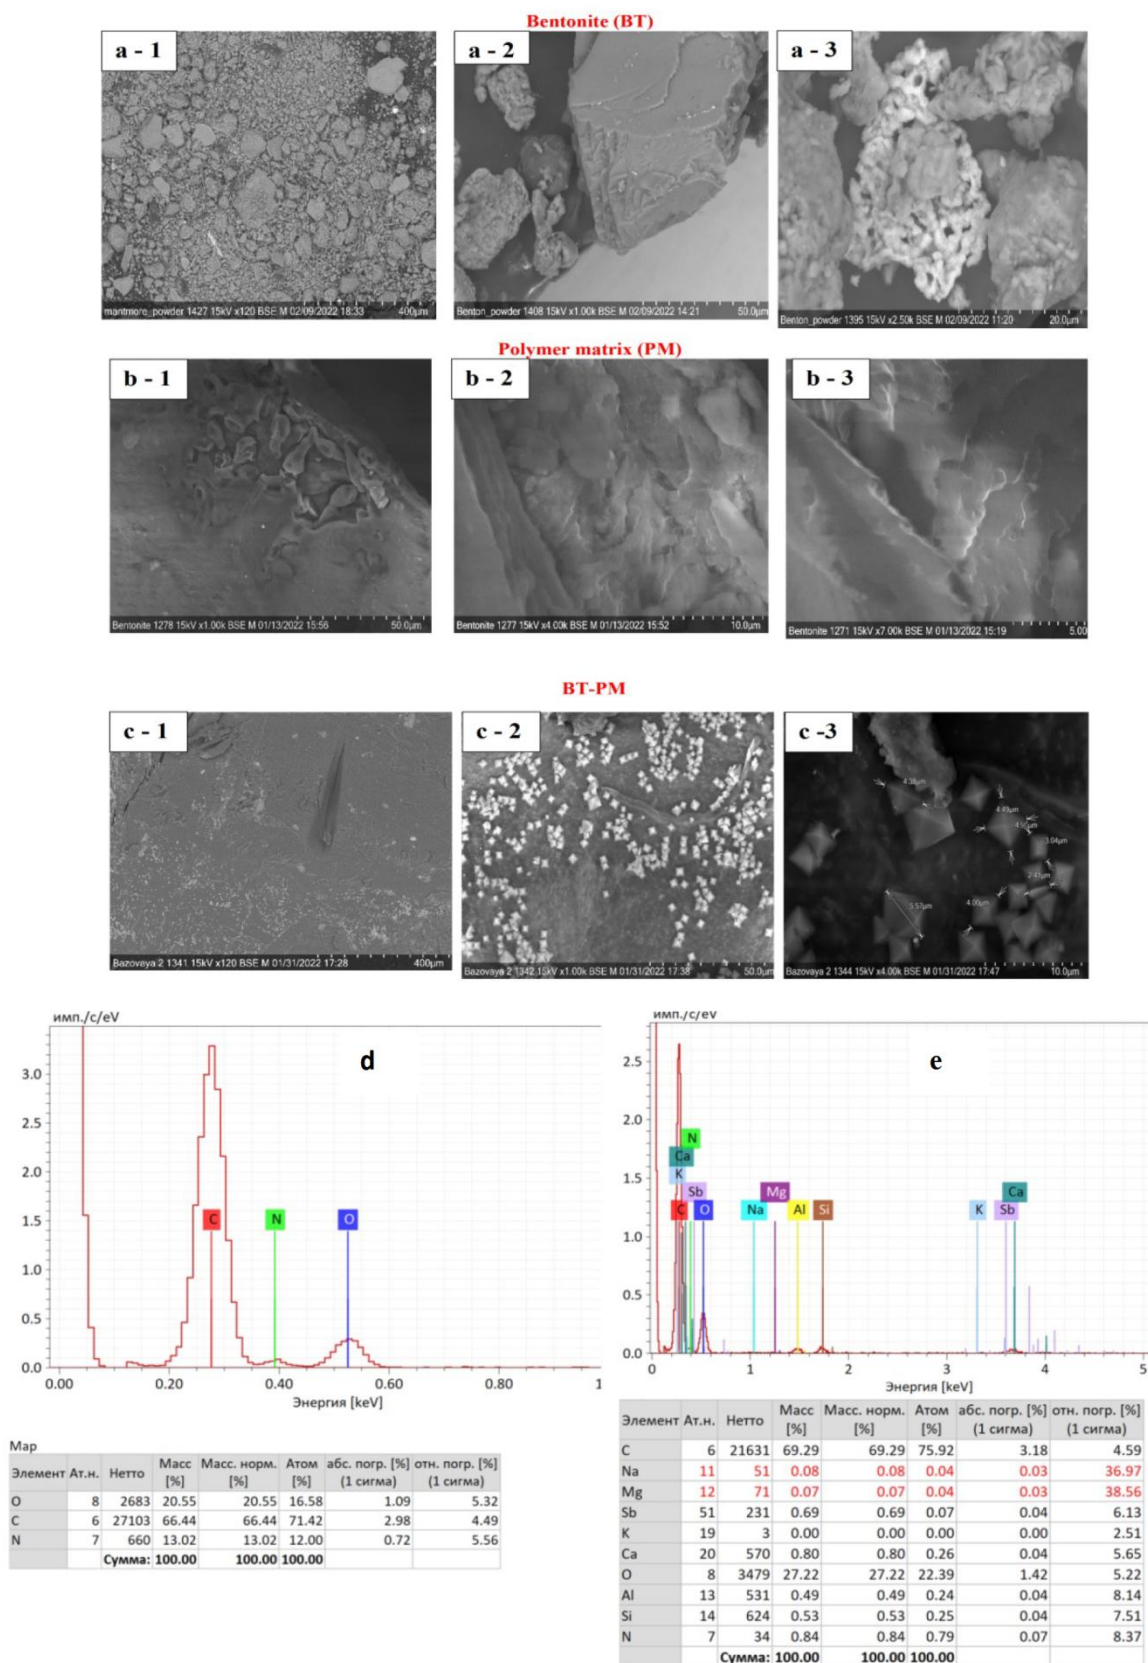 Bentonite (BT)
a - 1
a - 2
a - 3
mantmore_powder 1427 15kV x120 BSE M 02/09/2022 18:33 400µm
Benton_powder 1408 15kV x1.00k BSE M 02/09/2022 14:21 50.0µm
Benton_powder 1395 15kV x2.50k BSE M 02/09/2022 11:20 20.0µm
Polymer matrix (PM)
b - 1
b - 2
b - 3
Bentonite 1278 15kV x1.00k BSE M 01/13/2022 15:56 50.0µm
Bentonite 1277 15kV x4.00k BSE M 01/13/2022 15:52 10.0µm
Bentonite 1271 15kV x7.00k BSE M 01/13/2022 15:19 5.00
BT-PM
c - 1
c - 2
c -3
4.38µm
4.49µm
3.04µm
2.41µm
4.00µm
5.57µm
Bazovaya 2 1341 15kV x120 BSE M 01/31/2022 17:28 400µm
Bazovaya 2 1342 15kV x1.00k BSE M 01/31/2022 17:38 50.0µm
Bazovaya 2 1344 15kV x4.00k BSE M 01/31/2022 17:47 10.0µm
имп./с/eV
d
3.0
2.5
2.0
1.5
1.0
0.5
0.0
C
N
O
0.00 0.20 0.40 0.60 0.80 1
Энергия [keV]
Map
Элемент Ат.н. Нетто Масс [%] Масс. норм. [%] Атом [%] абс. погр. [%] (1 сигма) отн. погр. [%] (1 сигма)
O 8 2683 20.55 20.55 16.58 1.09 5.32
C 6 27103 66.44 66.44 71.42 2.98 4.49
N 7 660 13.02 13.02 12.00 0.72 5.56
Сумма: 100.00 100.00 100.00
имп./с/eV
e
2.5
2.0
1.5
1.0
0.5
0.0
N
Ca
K
Sb
Mg
Ca
C
O
Na
Al
Si
K
Sb
0 1 2 3 4 5
Энергия [keV]
Элемент Ат.н. Нетто Масс [%] Масс. норм. [%] Атом [%] абс. погр. [%] (1 сигма) отн. погр. [%] (1 сигма)
C 6 21631 69.29 69.29 75.92 3.18 4.59
Na 11 51 0.08 0.08 0.04 0.03 36.97
Mg 12 71 0.07 0.07 0.04 0.03 38.56
Sb 51 231 0.69 0.69 0.07 0.04 6.13
K 19 3 0.00 0.00 0.00 0.00 2.51
Ca 20 570 0.80 0.80 0.26 0.04 5.65
O 8 3479 27.22 27.22 22.39 1.42 5.22
Al 13 531 0.49 0.49 0.24 0.04 8.14
Si 14 624 0.53 0.53 0.25 0.04 7.51
N 7 34 0.84 0.84 0.79 0.07 8.37
Сумма: 100.00 100.00 100.00